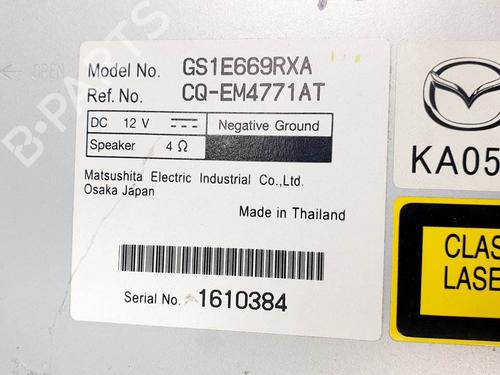 B-PARTS
OPEN
Model No. GS1E669RXA
Ref. No. CQ-EM4771AT
DC 12 V Negative Ground
Speaker 4 Ω
Matsushita Electric Industrial Co.,Ltd.
Osaka Japan
Made in Thailand
Serial No. 1610384
KA05
CLAS
LASE